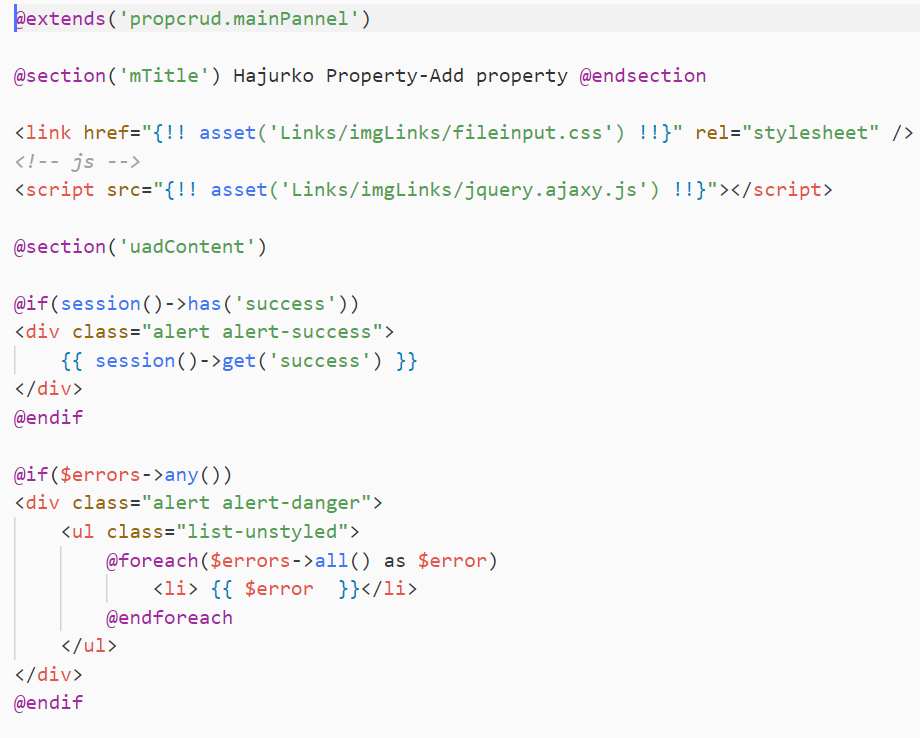 @extends('propcrud.mainPannel')
@section('mTitle') Hajurko Property-Add property @endsection
<link href="{!! asset('Links/imgLinks/fileinput.css') !!}" rel="stylesheet" />
<!-- js -->
<script src="{!! asset('Links/imgLinks/jquery.ajaxy.js') !!}"></script>
@section('uadContent')
@if(session()->has('success'))
<div class="alert alert-success">
    {{ session()->get('success') }}
</div>
@endif
@if($errors->any())
<div class="alert alert-danger">
    <ul class="list-unstyled">
        @foreach($errors->all() as $error)
            <li> {{ $error  }}</li>
        @endforeach
    </ul>
</div>
@endif